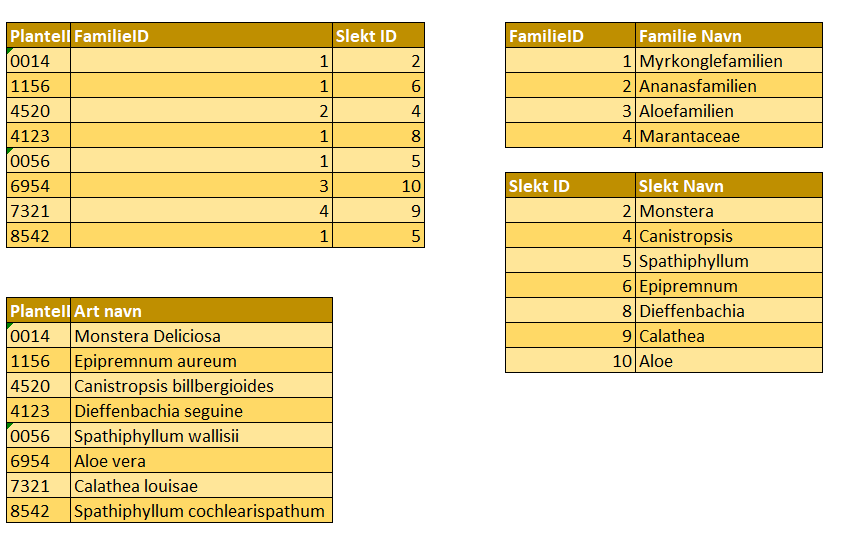 PlanteI FamilieID Slekt ID
0014 1 2
1156 1 6
4520 2 4
4123 1 8
0056 1 5
6954 3 10
7321 4 9
8542 1 5
PlanteI Art navn
0014 Monstera Deliciosa
1156 Epipremnum aureum
4520 Canistropsis billbergioides
4123 Dieffenbachia seguine
0056 Spathiphyllum wallisii
6954 Aloe vera
7321 Calathea louisae
8542 Spathiphyllum cochlearispathum
FamilieID Familie Navn
1 Myrkonglefamilien
2 Ananasfamilien
3 Aloefamilien
4 Marantaceae
Slekt ID Slekt Navn
2 Monstera
4 Canistropsis
5 Spathiphyllum
6 Epipremnum
8 Dieffenbachia
9 Calathea
10 Aloe